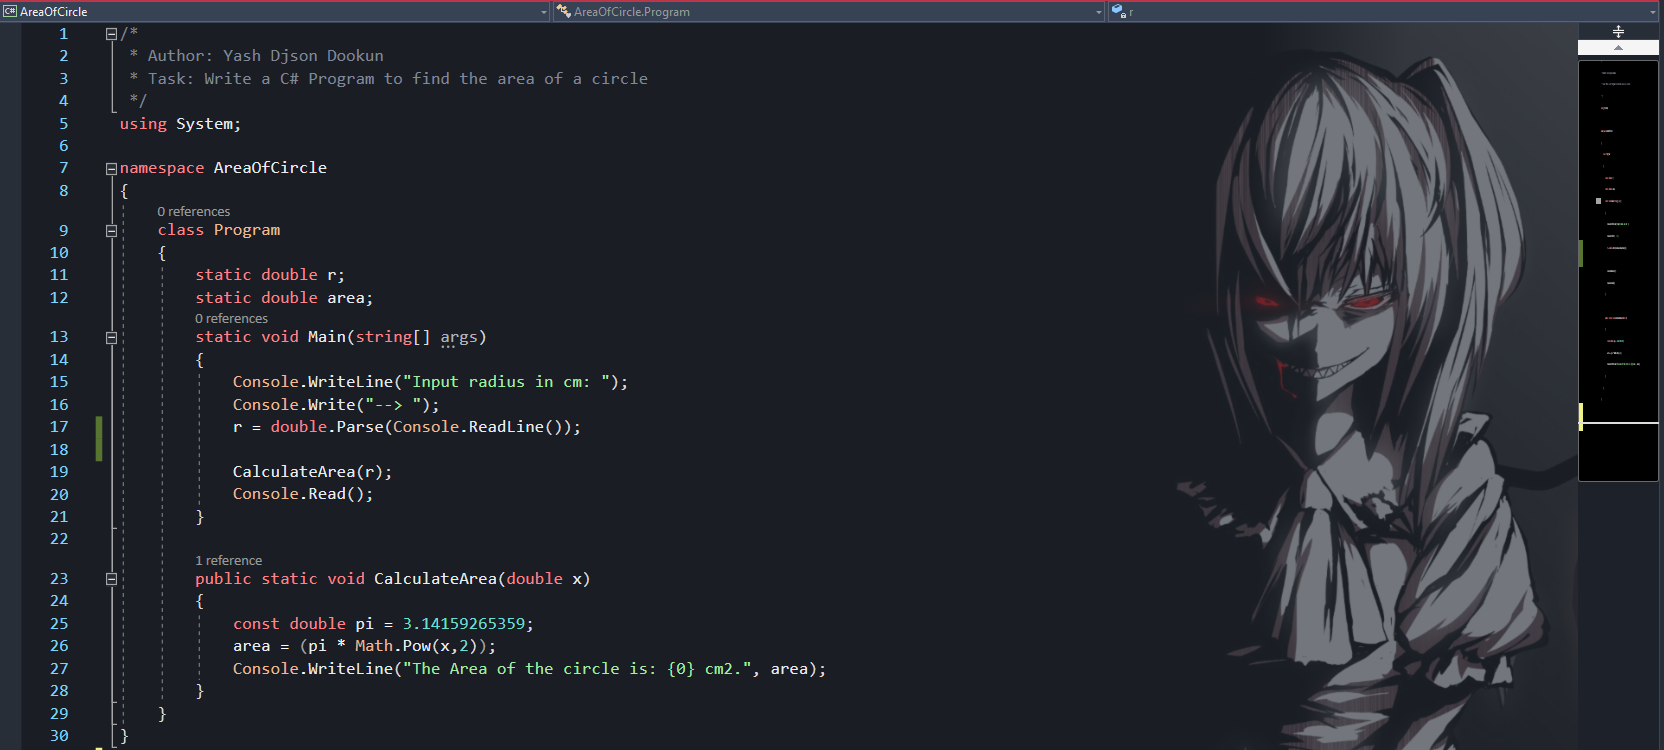 C# AreaOfCircle AreaOfCircle.Program r
1 /*
2 * Author: Yash Djson Dookun
3 * Task: Write a C# Program to find the area of a circle
4 */
5 using System;
6
7 namespace AreaOfCircle
8 {
0 references
9 class Program
10 {
11 static double r;
12 static double area;
0 references
13 static void Main(string[] args)
14 {
15 Console.WriteLine("Input radius in cm: ");
16 Console.Write("--> ");
17 r = double.Parse(Console.ReadLine());
18
19 CalculateArea(r);
20 Console.Read();
21 }
22
1 reference
23 public static void CalculateArea(double x)
24 {
25 const double pi = 3.14159265359;
26 area = (pi * Math.Pow(x,2));
27 Console.WriteLine("The Area of the circle is: {0} cm2.", area);
28 }
29 }
30 }